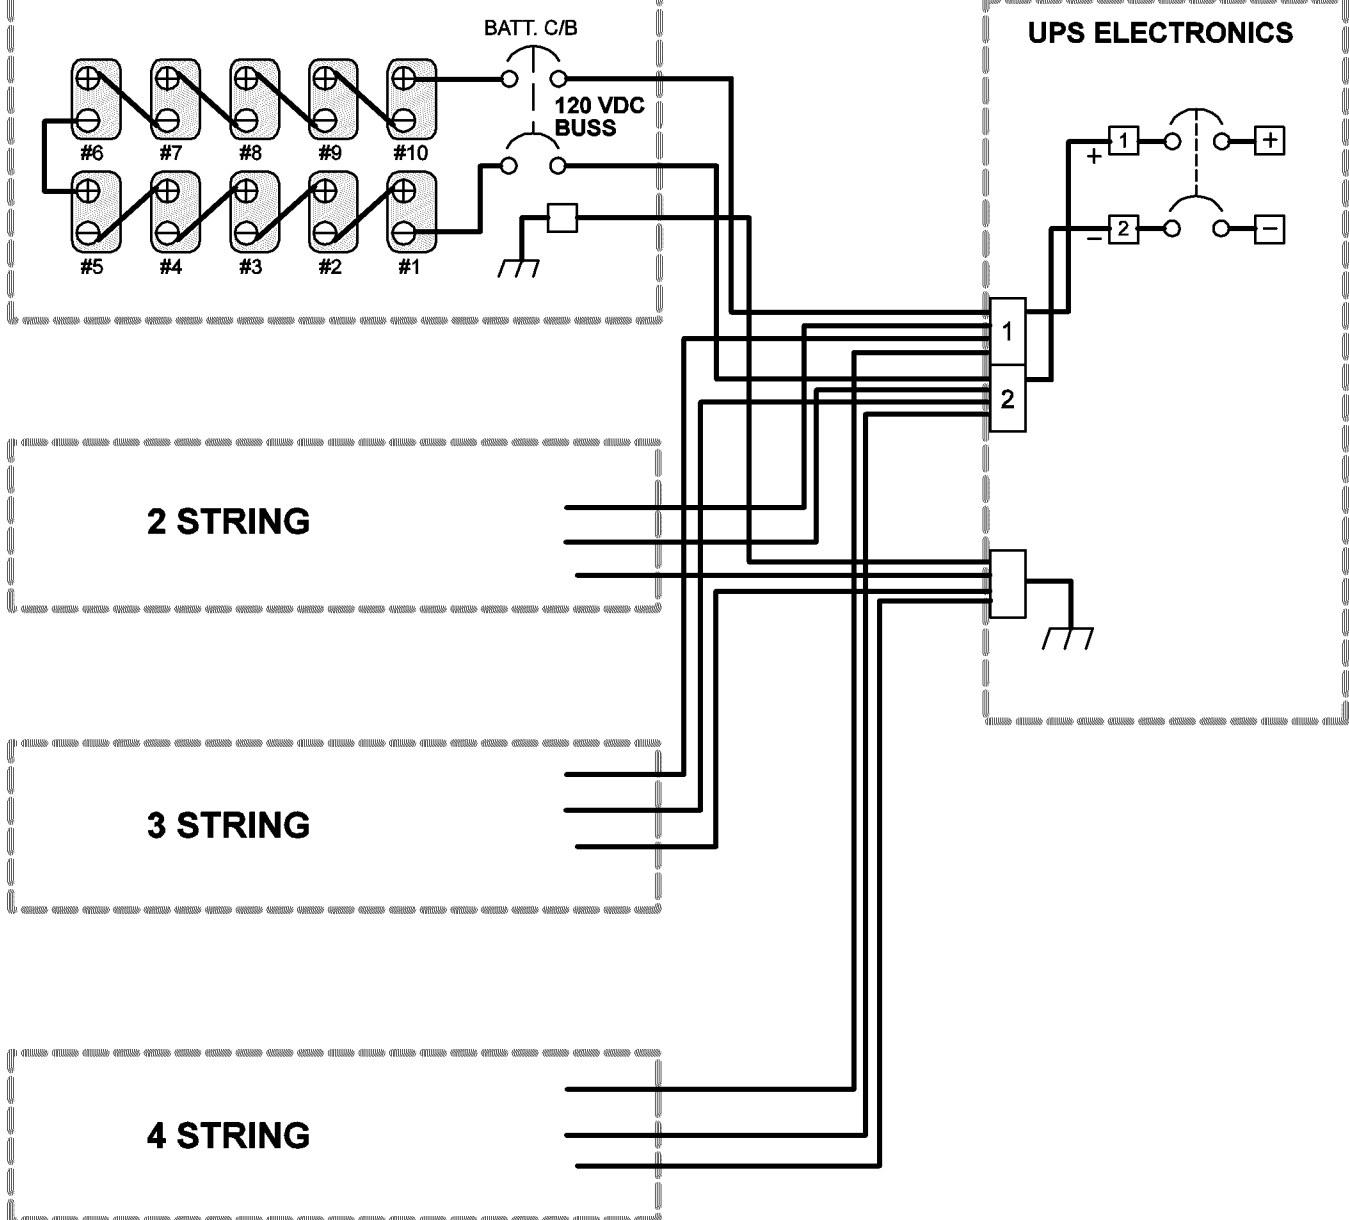 BATT. C/B
UPS ELECTRONICS
120 VDC
BUSS
#6 #7 #8 #9 #10
#5 #4 #3 #2 #1
+ 1 +
− 2 −
1
2
2 STRING
3 STRING
4 STRING